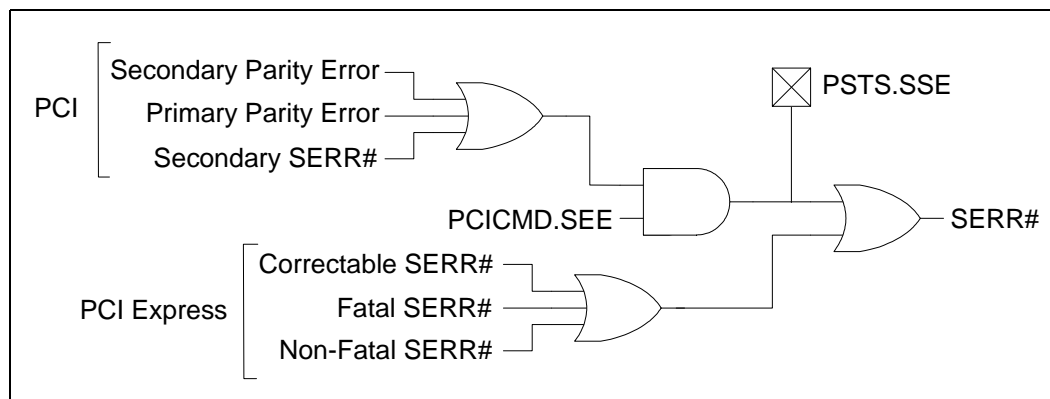 PCI
Secondary Parity Error
Primary Parity Error
Secondary SERR#
PSTS.SSE
PCICMD.SEE
SERR#
PCI Express
Correctable SERR#
Fatal SERR#
Non-Fatal SERR#